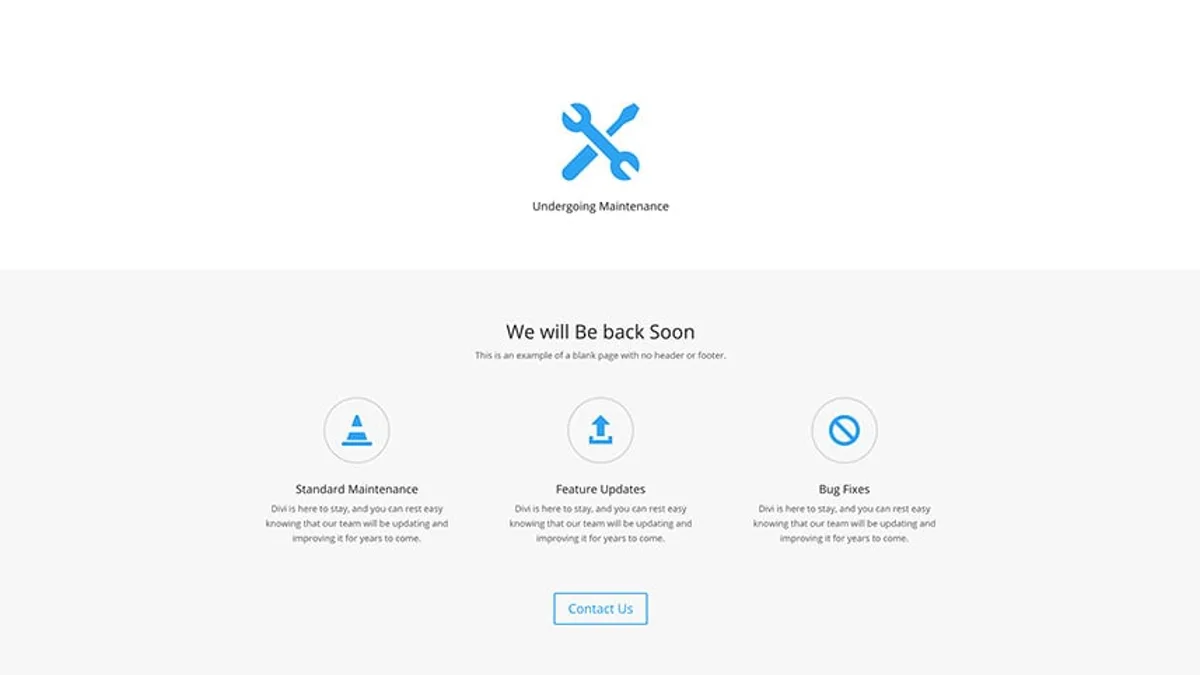 Undergoing Maintenance
We will Be back Soon
This is an example of a blank page with no header or footer.
Standard Maintenance
Divi is here to stay, and you can rest easy
knowing that our team will be updating and
improving it for years to come.
Feature Updates
Divi is here to stay, and you can rest easy
knowing that our team will be updating and
improving it for years to come.
Bug Fixes
Divi is here to stay, and you can rest easy
knowing that our team will be updating and
improving it for years to come.
Contact Us